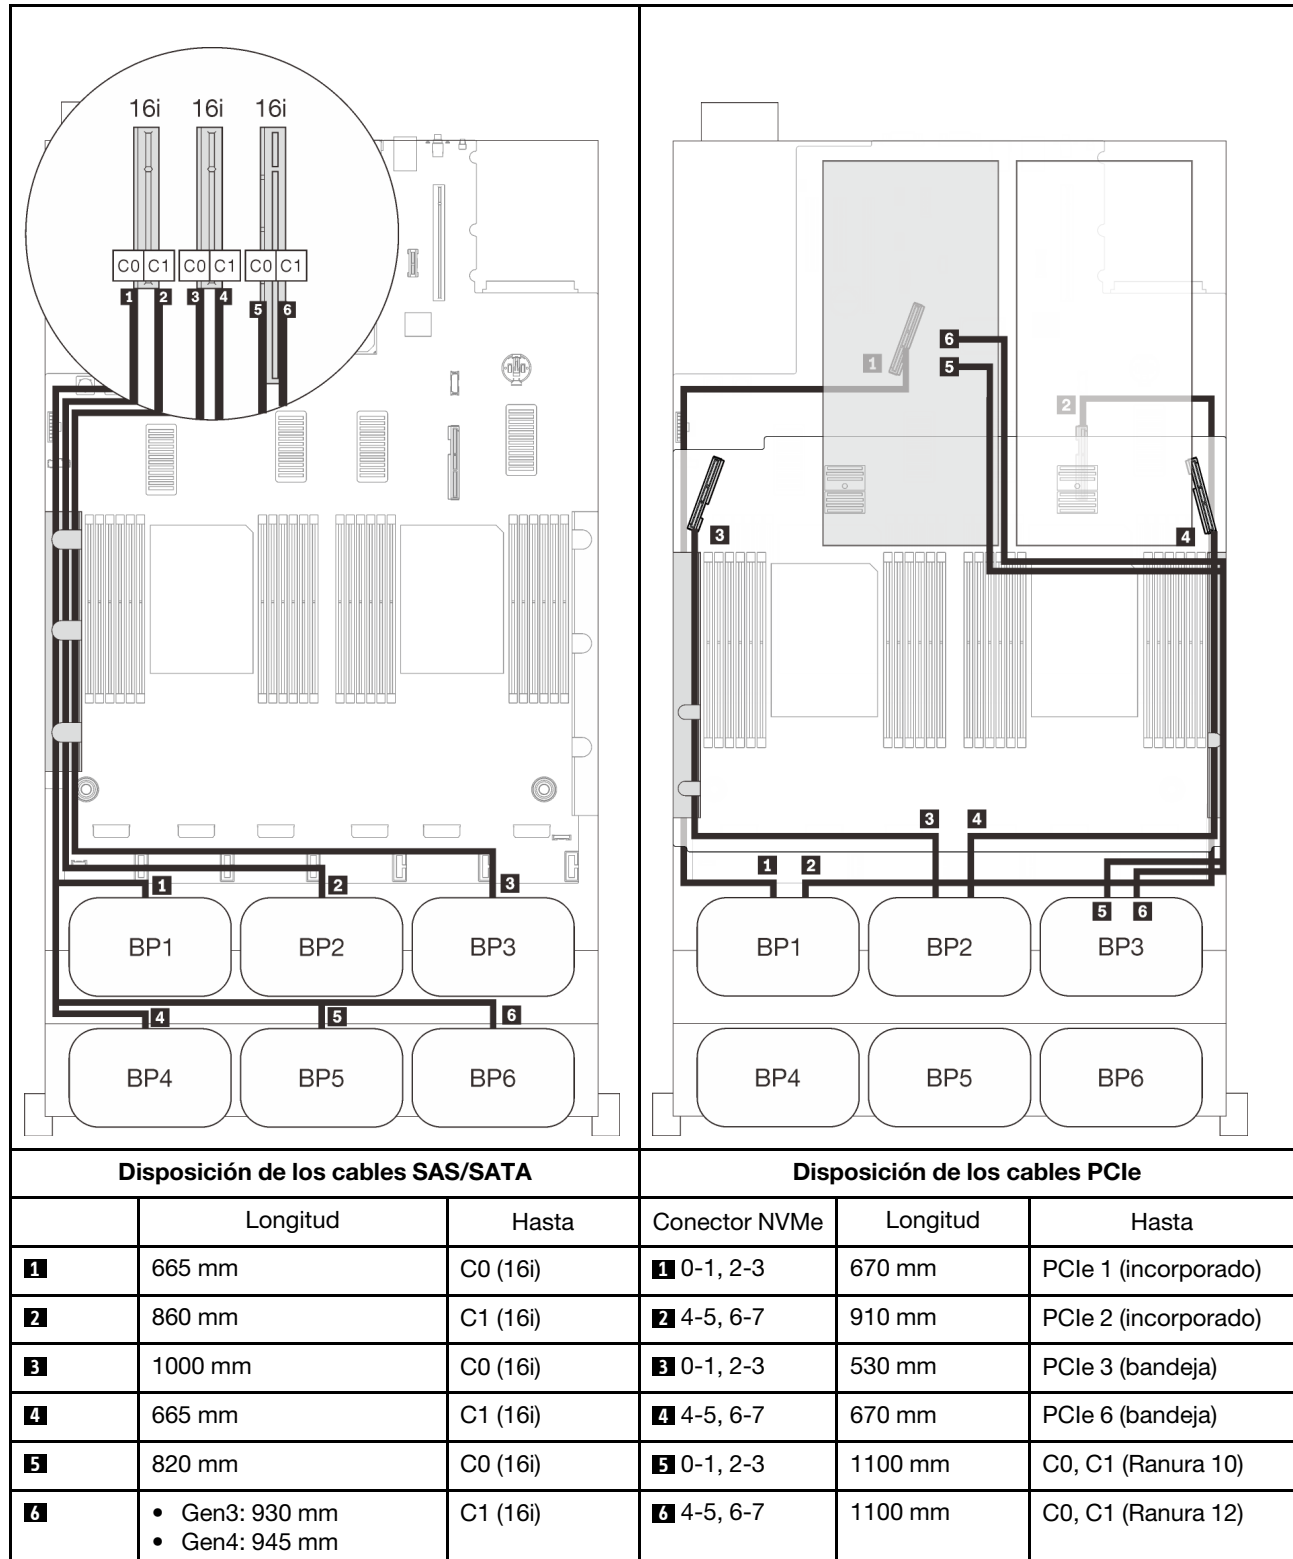 16i 16i 16i
C0 C1 C0 C1 C0 C1
1 2 3 4 5 6
1 2 3
BP1 BP2 BP3
4 5 6
BP4 BP5 BP6
6
1 5
2
3 4
3 4
1 2
5 6
BP1 BP2 BP3
BP4 BP5 BP6
Disposición de los cables SAS/SATA Disposición de los cables PCIe
Longitud Hasta Conector NVMe Longitud Hasta
1 665 mm C0 (16i) 1 0-1, 2-3 670 mm PCIe 1 (incorporado)
2 860 mm C1 (16i) 2 4-5, 6-7 910 mm PCIe 2 (incorporado)
3 1000 mm C0 (16i) 3 0-1, 2-3 530 mm PCIe 3 (bandeja)
4 665 mm C1 (16i) 4 4-5, 6-7 670 mm PCIe 6 (bandeja)
5 820 mm C0 (16i) 5 0-1, 2-3 1100 mm C0, C1 (Ranura 10)
6 • Gen3: 930 mm C1 (16i) 6 4-5, 6-7 1100 mm C0, C1 (Ranura 12)
• Gen4: 945 mm